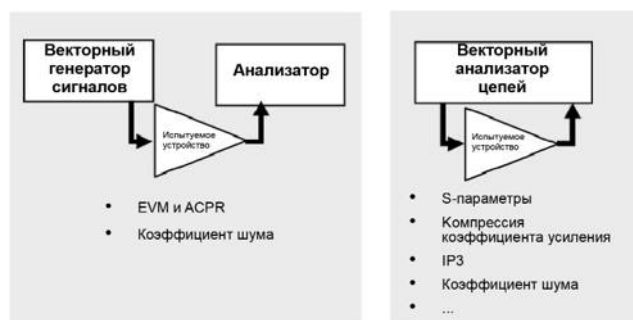 Векторный
генератор
сигналов
Анализатор
Испытуемое
устройство
• EVM и ACPR
• Коэффициент шума
Векторный
анализатор
цепей
Испытуемое
устройство
• S-параметры
• Компрессия
коэффициента усиления
• IP3
• Коэффициент шума
• ...